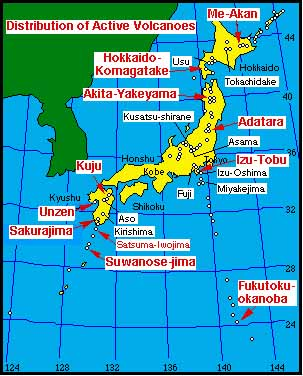 Distribution of Active Volcanoes
Me-Akan
44
Hokkaido-
Komagatake
Usu
Hokkaido
Tokachidake
Akita-Yakeyama
40
Kusatsu-shirane
Adatara
Asama
36
Honshu
Tokyo
Izu-Tobu
Kuju
Kobe
Izu-Oshima
Fuji
Miyakejima
Kyushu
Shikoku
Unzen
32
Aso
Sakurajima
Kirishima
Satsuma-Iwojima
Suwanose-jima
28
Fukutoku-
okanoba
24
124
128
132
136
140
144